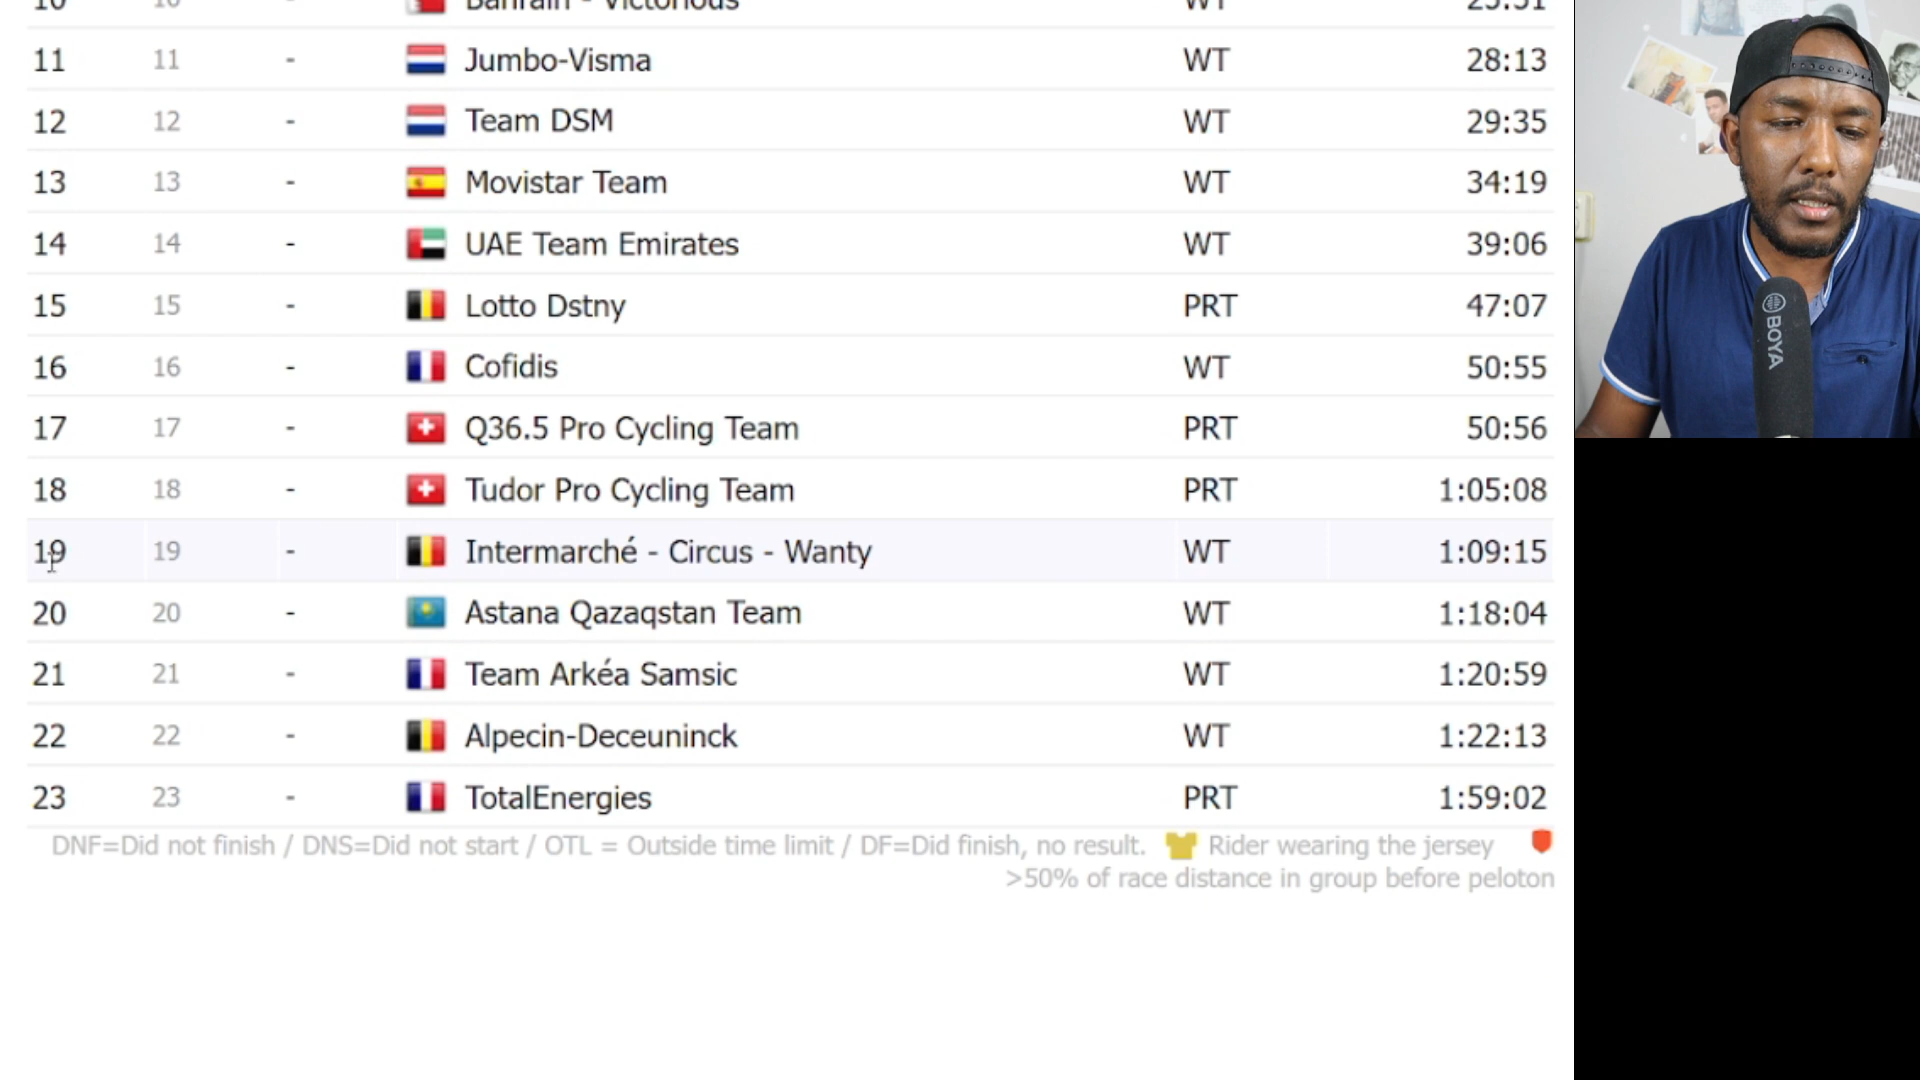 10 10 - Bahrain - Victorious WT 25:51
11 11 - Jumbo-Visma WT 28:13
12 12 - Team DSM WT 29:35
13 13 - Movistar Team WT 34:19
14 14 - UAE Team Emirates WT 39:06
15 15 - Lotto Dstny PRT 47:07
16 16 - Cofidis WT 50:55
17 17 - Q36.5 Pro Cycling Team PRT 50:56
18 18 - Tudor Pro Cycling Team PRT 1:05:08
19 19 - Intermarché - Circus - Wanty WT 1:09:15
20 20 - Astana Qazaqstan Team WT 1:18:04
21 21 - Team Arkéa Samsic WT 1:20:59
22 22 - Alpecin-Deceuninck WT 1:22:13
23 23 - TotalEnergies PRT 1:59:02
DNF=Did not finish / DNS=Did not start / OTL = Outside time limit / DF=Did finish, no result. Rider wearing the jersey
>50% of race distance in group before peloton
BOYA